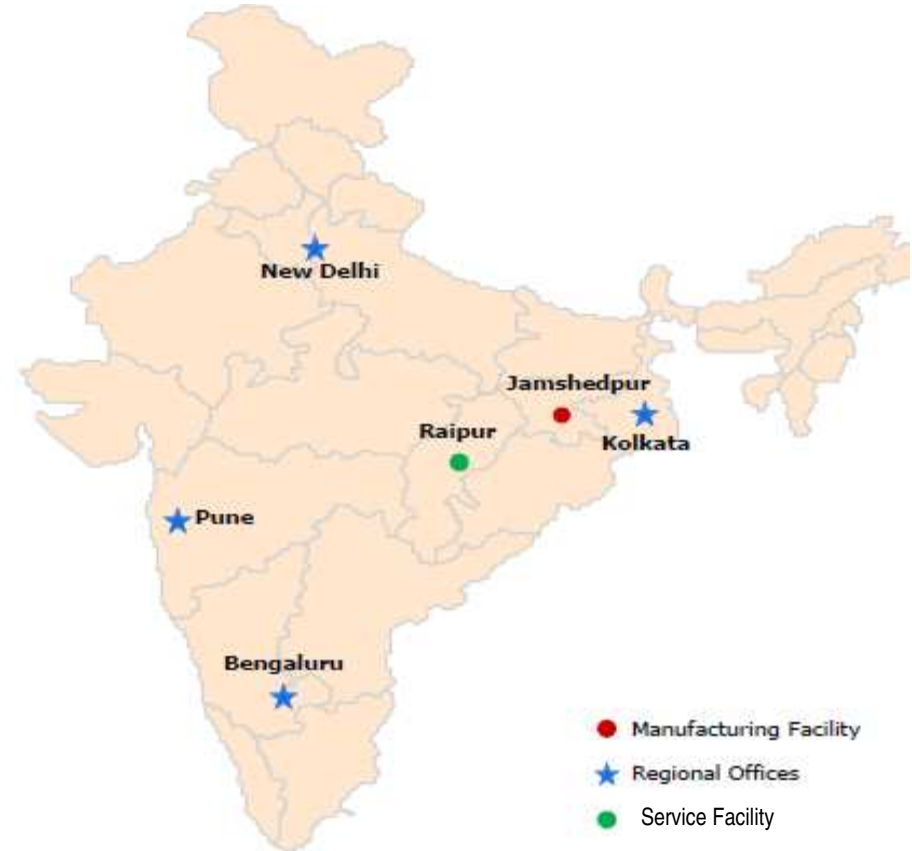 New Delhi
Jamshedpur
Raipur
Kolkata
Pune
Bengaluru
Manufacturing Facility
Regional Offices
Service Facility